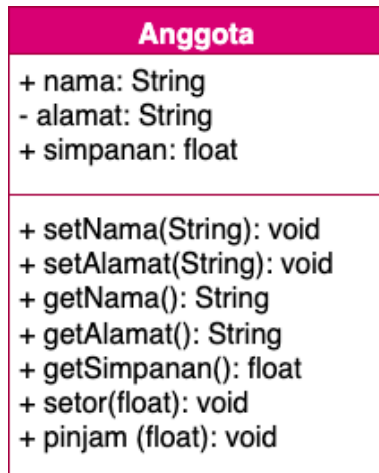 Anggota
+ nama: String
- alamat: String
+ simpanan: float
+ setNama(String): void
+ setAlamat(String): void
+ getNama(): String
+ getAlamat(): String
+ getSimpanan(): float
+ setor(float): void
+ pinjam (float): void